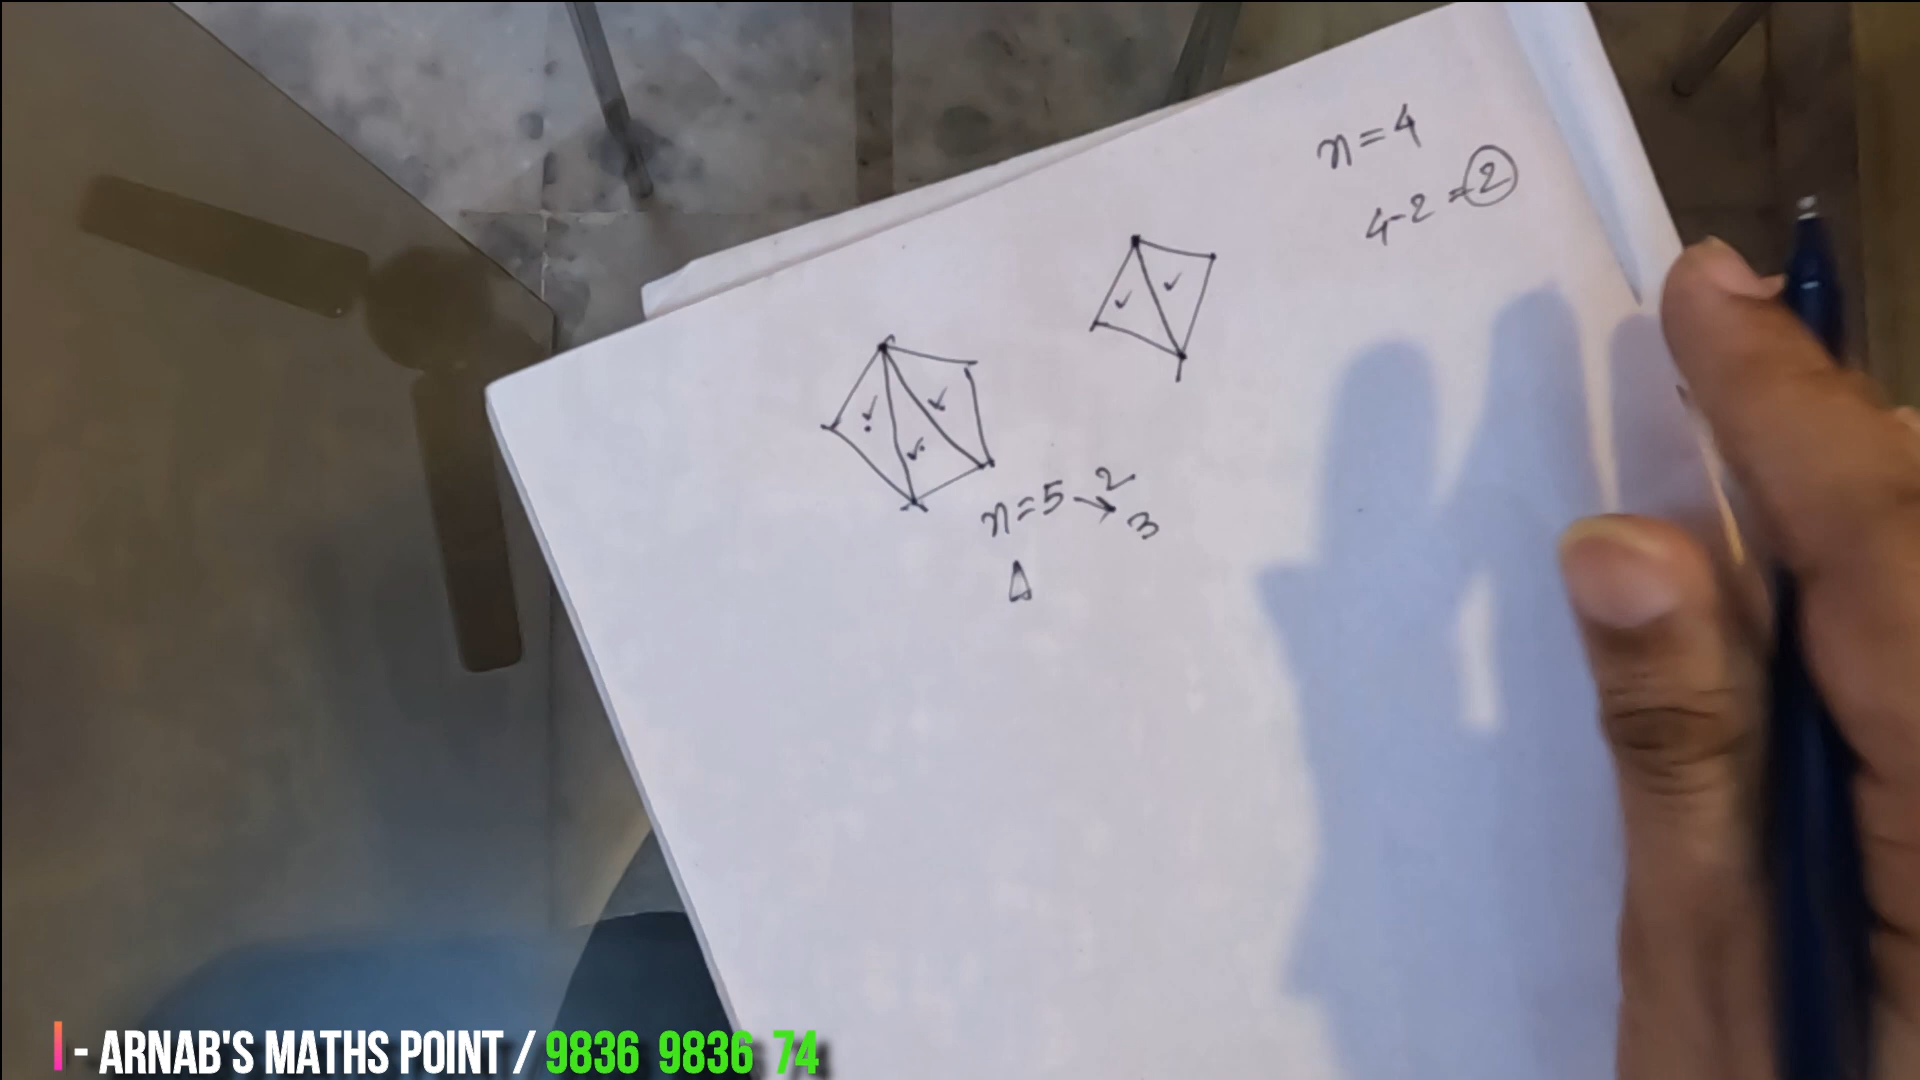 n=4
4-2=2
n=5 → 2
3
Δ
- ARNAB'S MATHS POINT / 9836 9836 74